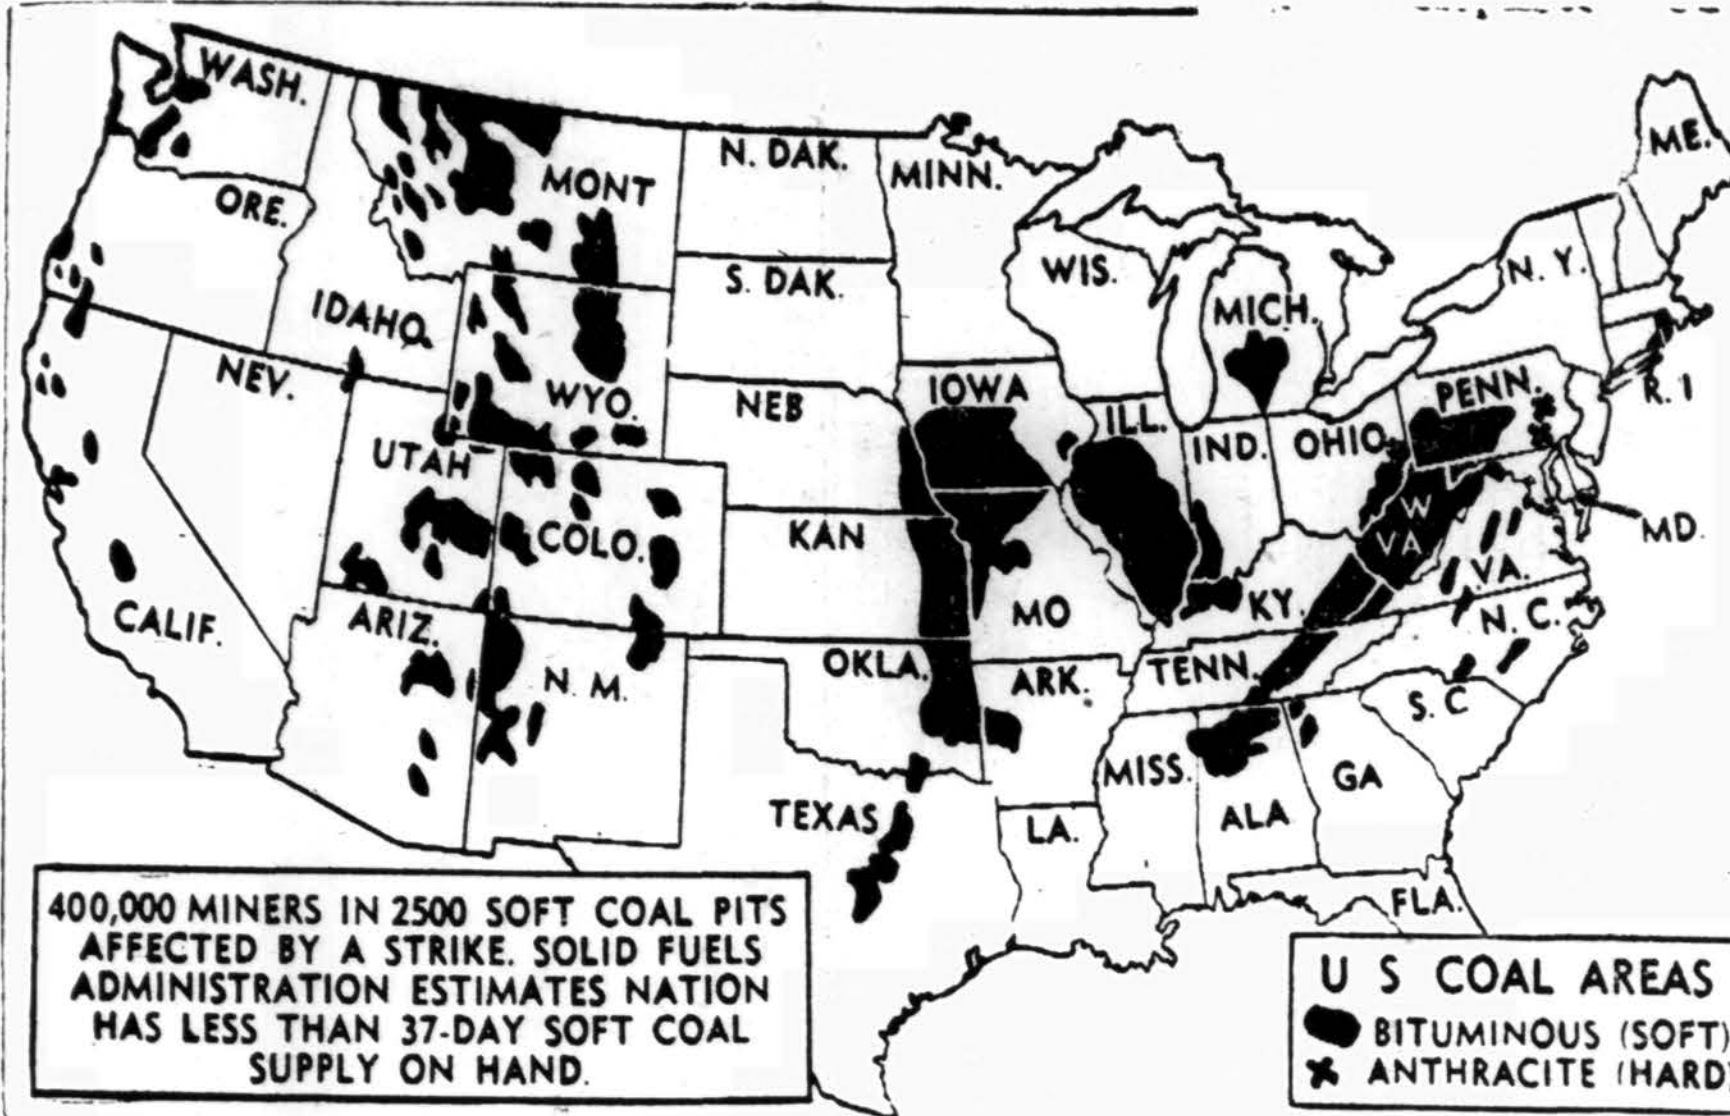 WASH.
ORE.
CALIF.
IDAHO.
NEV.
MONT
WYO.
UTAH
COLO.
ARIZ.
N. M.
N. DAK.
S. DAK.
NEB
KAN
OKLA.
TEXAS
MINN.
IOWA
MO
ARK.
LA.
WIS.
ILL.
MICH.
IND.
OHIO
KY.
TENN.
MISS.
ALA
GA
FLA.
S. C
N. C.
VA.
W
VA
PENN.
N. Y.
ME.
R. I
MD.
400,000 MINERS IN 2500 SOFT COAL PITS
AFFECTED BY A STRIKE. SOLID FUELS
ADMINISTRATION ESTIMATES NATION
HAS LESS THAN 37-DAY SOFT COAL
SUPPLY ON HAND.
U S COAL AREAS
BITUMINOUS (SOFT)
ANTHRACITE (HARD)